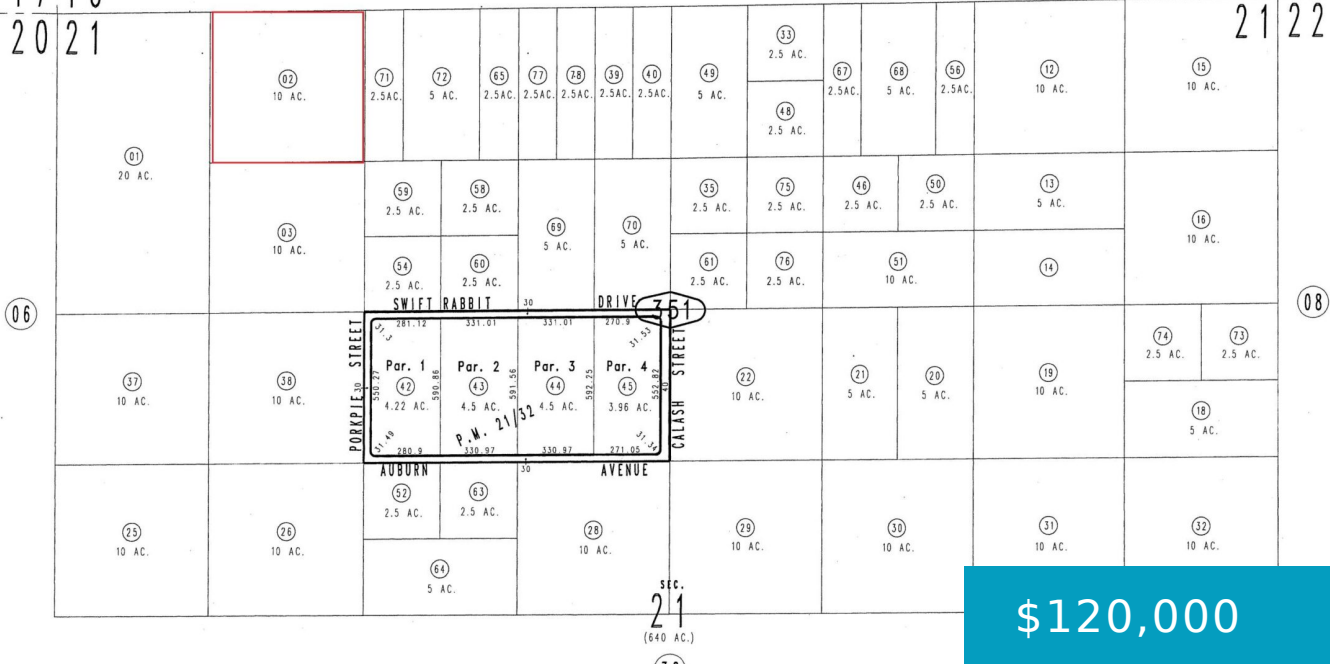 20 21
21 22
02
10 AC.
71
2.5AC.
72
5 AC.
65
2.5AC.
77
2.5AC.
78
2.5AC.
39
2.5AC.
40
2.5AC.
49
5 AC.
33
2.5 AC.
48
2.5 AC.
67
2.5AC.
68
5 AC.
56
2.5AC.
12
10 AC.
15
10 AC.
01
20 AC.
03
10 AC.
59
2.5 AC.
58
2.5 AC.
54
2.5 AC.
60
2.5 AC.
69
5 AC.
70
5 AC.
35
2.5 AC.
75
2.5 AC.
61
2.5 AC.
76
2.5 AC.
46
2.5 AC.
50
2.5 AC.
51
10 AC.
13
5 AC.
14
16
10 AC.
06
08
SWIFT RABBIT 30 DRIVE
351
281.12 331.01 331.01 270.9
31.3
31.53
PORKPIE STREET
30
550.27
Par. 1
42
4.22 AC.
590.86
Par. 2
43
4.5 AC.
591.56
Par. 3
44
4.5 AC.
592.25
Par. 4
45
3.96 AC.
552.82
40
CALASH STREET
P.M. 21/32
31.49
31.34
280.9 330.97 330.97 271.05
AUBURN 30 AVENUE
37
10 AC.
38
10 AC.
22
10 AC.
21
5 AC.
20
5 AC.
19
10 AC.
74
2.5 AC.
73
2.5 AC.
18
5 AC.
25
10 AC.
26
10 AC.
52
2.5 AC.
63
2.5 AC.
64
5 AC.
28
10 AC.
29
10 AC.
30
10 AC.
31
10 AC.
32
10 AC.
SEC.
21
(640 AC.)
$120,000